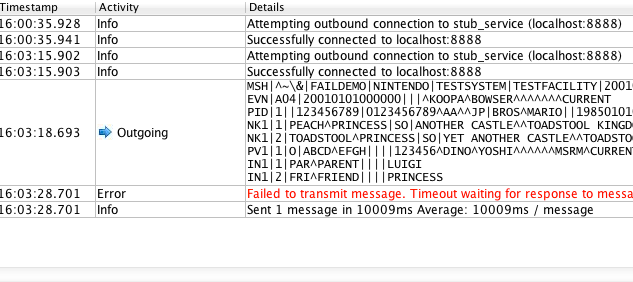 Timestamp Activity Details
16:00:35.928 Info Attempting outbound connection to stub_service (localhost:8888)
16:00:35.941 Info Successfully connected to localhost:8888
16:03:15.902 Info Attempting outbound connection to stub_service (localhost:8888)
16:03:15.903 Info Successfully connected to localhost:8888
MSH|^~\&|FAILDEMO|NINTENDO|TESTSYSTEM|TESTFACILITY|20010
EVN|A04|20010101000000|||^KOOPA^BOWSER^^^^^^^CURRENT
PID|1||123456789|0123456789^AA^^JP|BROS^MARIO||19850101
NK1|1|PEACH^PRINCESS|SO|ANOTHER CASTLE^^TOADSTOOL KINGDO
16:03:18.693 Outgoing NK1|2|TOADSTOOL^PRINCESS|SO|YET ANOTHER CASTLE^^TOADSTO
PV1|1|O|ABCD^EFGH||||123456^DINO^YOSHI^^^^^^MSRM^CURREN
IN1|1|PAR^PARENT||||LUIGI
IN1|2|FRI^FRIEND||||PRINCESS
16:03:28.701 Error Failed to transmit message. Timeout waiting for response to messa
16:03:28.701 Info Sent 1 message in 10009ms Average: 10009ms / message